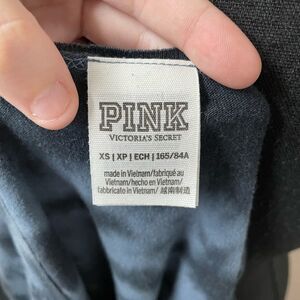 PINK
VICTORIA'S SECRET
XS | XP | ECH | 165/84A
made in Vietnam/fabriqué au
Vietnam/hecho en Vietnam/
fabbricato in Vietnam/ 越南制造